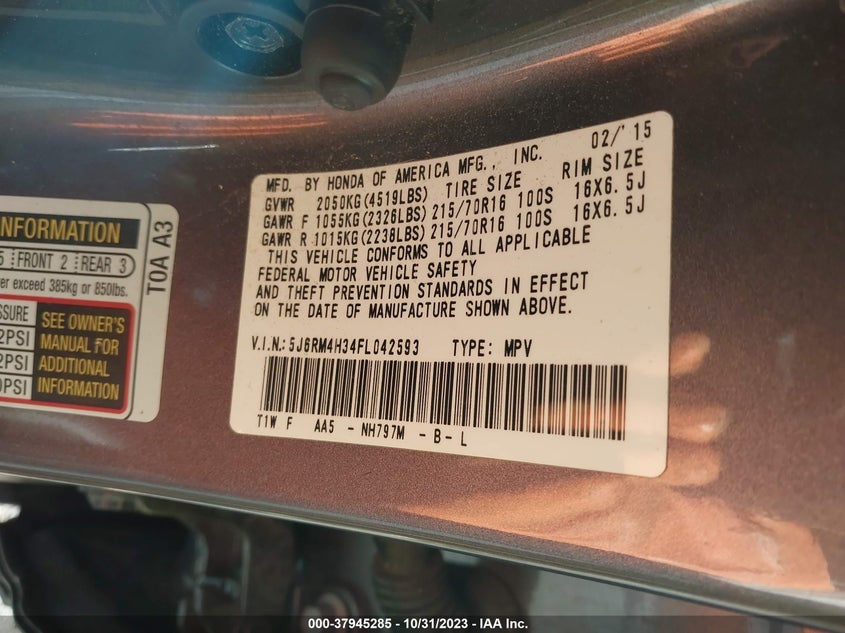 MFD. BY HONDA OF AMERICA MFG., INC. 02/'15
GVWR 2050KG(4519LBS) TIRE SIZE RIM SIZE
GAWR F 1055KG(2326LBS) 215/70R16 100S 16X6.5J
GAWR R 1015KG(2238LBS) 215/70R16 100S 16X6.5J
THIS VEHICLE CONFORMS TO ALL APPLICABLE
FEDERAL MOTOR VEHICLE SAFETY
AND THEFT PREVENTION STANDARDS IN EFFECT
ON THE DATE OF MANUFACTURE SHOWN ABOVE.
V.I.N.: 5J6RM4H34FL042593 TYPE: MPV
T1W F AA5 - NH797M - B - L
INFORMATION
5 FRONT 2 REAR 3
exceed 385kg or 850lbs.
SEE OWNER'S
MANUAL FOR
ADDITIONAL
INFORMATION
2PSI
2PSI
0PSI
T0A A3
000-37945285 - 10/31/2023 - IAA Inc.